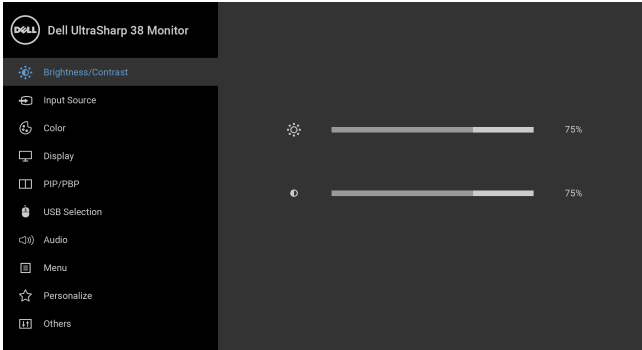 DELL Dell UltraSharp 38 Monitor
Brightness/Contrast
Input Source
Color
75%
Display
PIP/PBP
75%
USB Selection
Audio
Menu
Personalize
Others